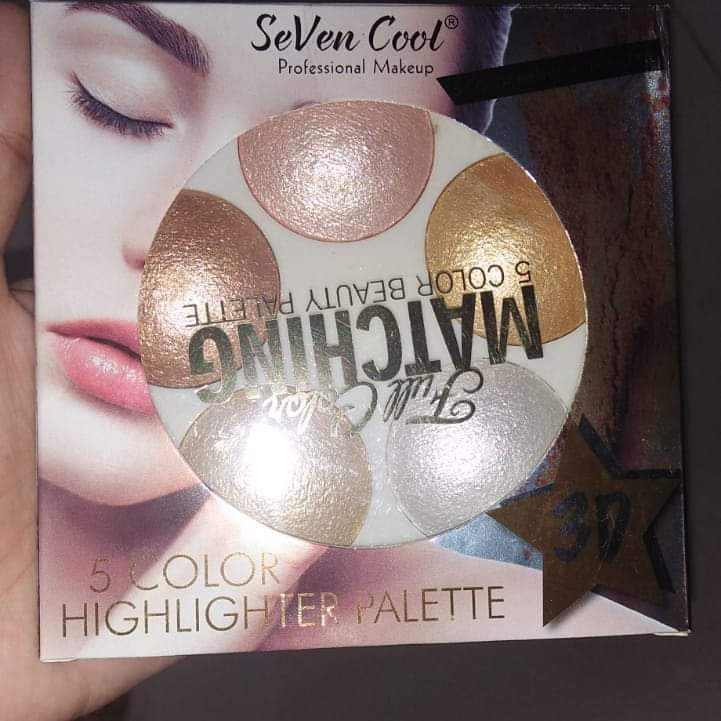 SeVen Cool®
Professional Makeup
Full Color
MATCHING
5 COLOR BEAUTY PALETTE
3D
5 COLOR
HIGHLIGHTER PALETTE